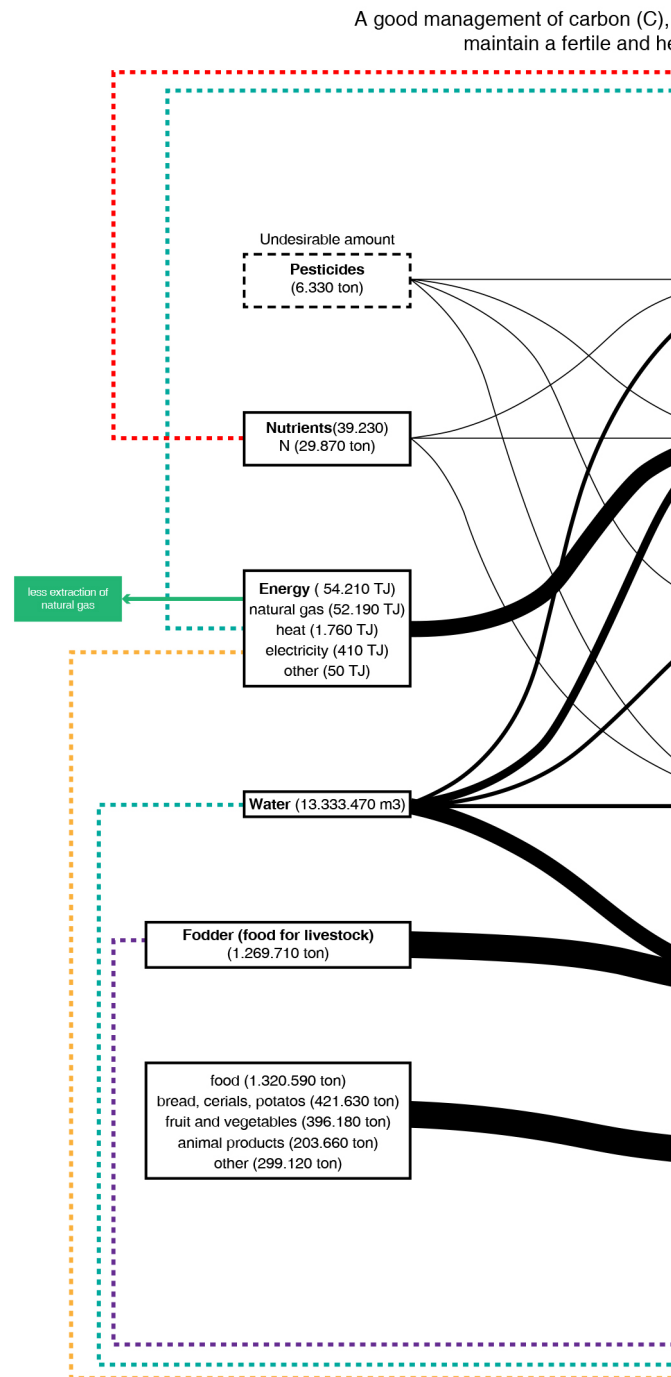 A good management of carbon (C),
maintain a fertile and he
Undesirable amount
Pesticides
(6.330 ton)
Nutrients(39.230)
N (29.870 ton)
less extraction of
natural gas
Energy ( 54.210 TJ)
natural gas (52.190 TJ)
heat (1.760 TJ)
electricity (410 TJ)
other (50 TJ)
Water (13.333.470 m3)
Fodder (food for livestock)
(1.269.710 ton)
food (1.320.590 ton)
bread, cerials, potatos (421.630 ton)
fruit and vegetables (396.180 ton)
animal products (203.660 ton)
other (299.120 ton)